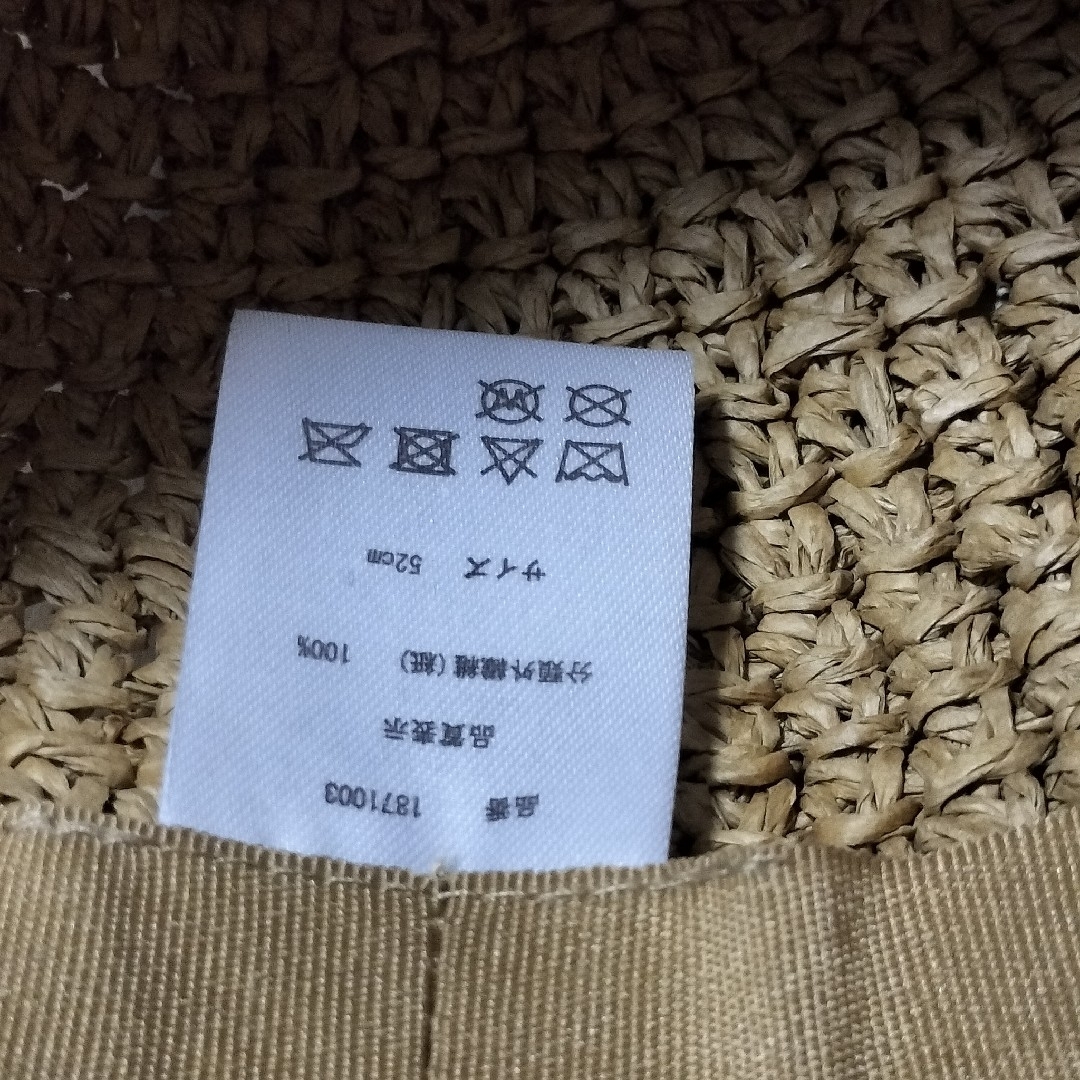 品番 1871003
品質表示
分類外繊維(紙) 100%
サイズ 52cm